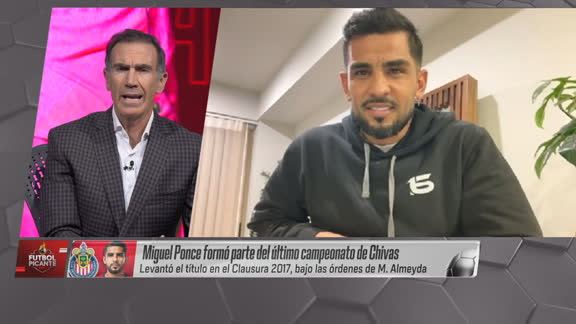 15
FUTBOL
PICANTE
Miguel Ponce formó parte del último campeonato de Chivas
Levantó el título en el Clausura 2017, bajo las órdenes de M. Almeyda